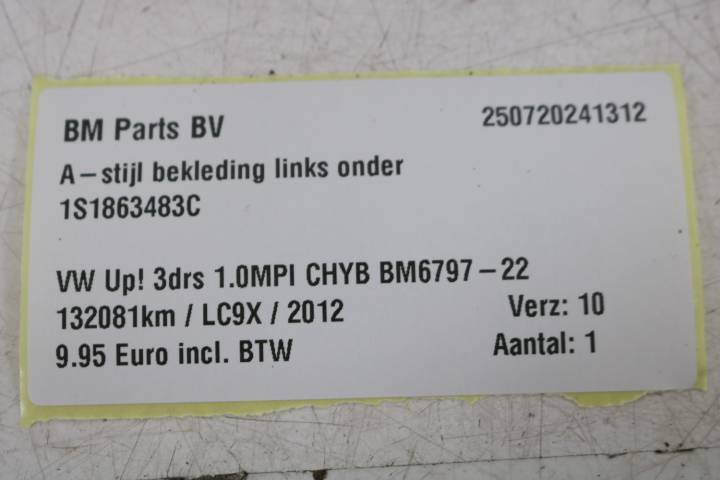 BM Parts BV 250720241312
A-stijl bekleding links onder
1S1863483C
VW Up! 3drs 1.0MPI CHYB BM6797-22
132081km / LC9X / 2012 Verz: 10
9.95 Euro incl. BTW Aantal: 1